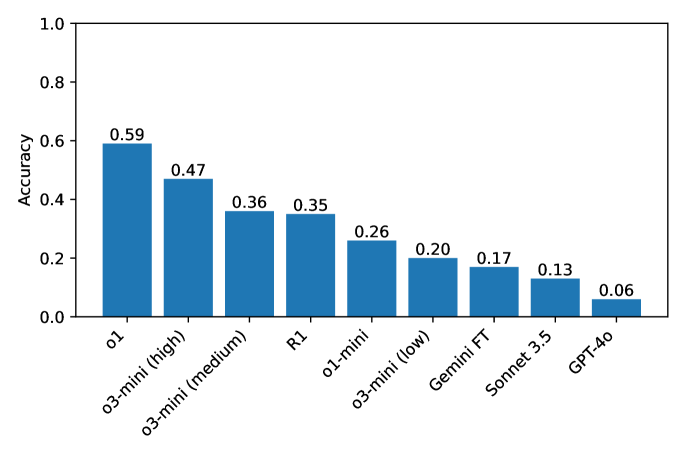 1.0
0.8
0.6
0.4
0.2
0.0
Accuracy
0.59
0.47
0.36
0.35
0.26
0.20
0.17
0.13
0.06
o1
o3-mini (high)
o3-mini (medium)
R1
o1-mini
o3-mini (low)
Gemini FT
Sonnet 3.5
GPT-4o